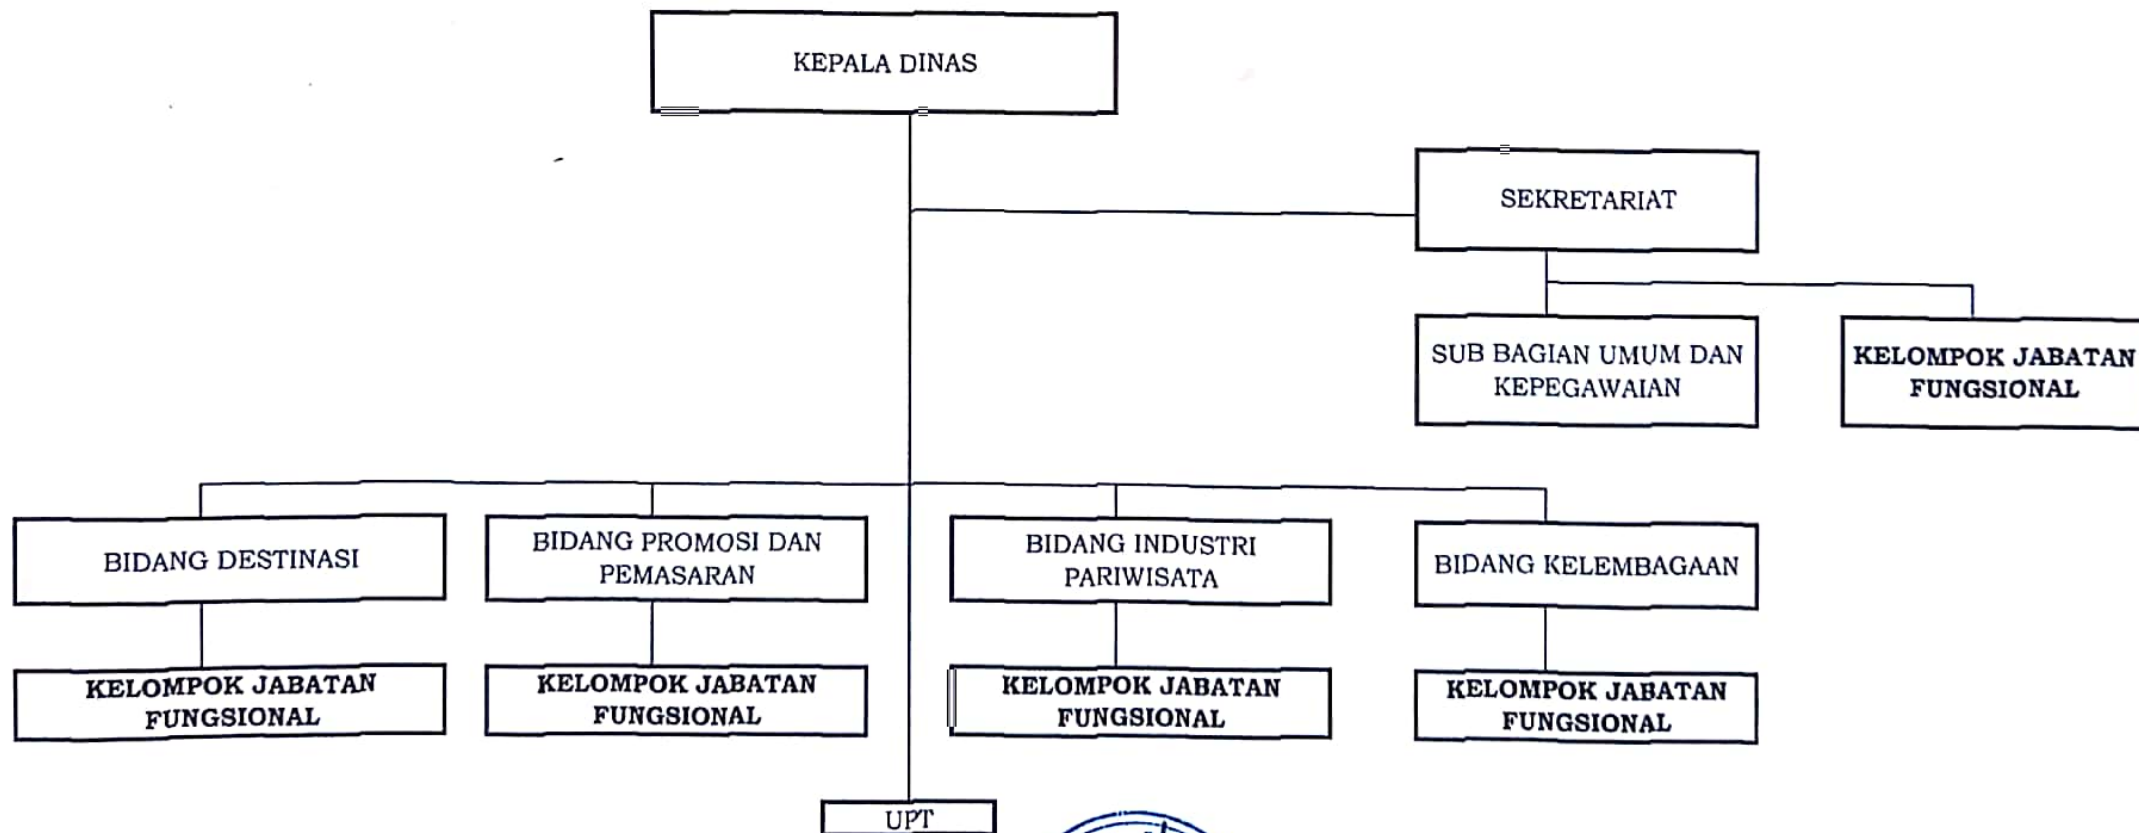 KEPALA DINAS
SEKRETARIAT
SUB BAGIAN UMUM DAN
KEPEGAWAIAN
KELOMPOK JABATAN
FUNGSIONAL
BIDANG DESTINASI
BIDANG PROMOSI DAN
PEMASARAN
BIDANG INDUSTRI
PARIWISATA
BIDANG KELEMBAGAAN
KELOMPOK JABATAN
FUNGSIONAL
KELOMPOK JABATAN
FUNGSIONAL
KELOMPOK JABATAN
FUNGSIONAL
KELOMPOK JABATAN
FUNGSIONAL
UPT